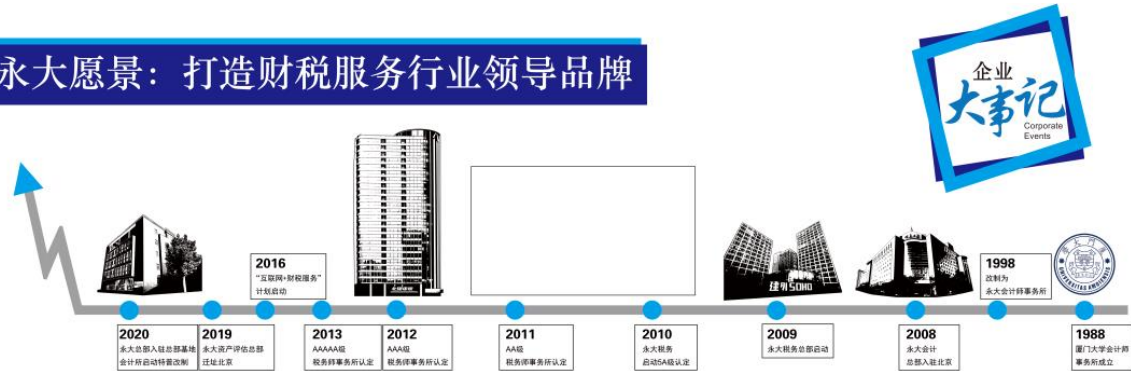 永大愿景：打造财税服务行业领导品牌
企业
大事记
Corporate
Events
2020
永大总部入驻总部基地
会计所启动特普改制
2019
永大资产评估总部
迁址北京
2016
“互联网+财税服务”
计划启动
2013
AAAAA级
税务师事务所认定
2012
AAA级
税务师事务所认定
2011
AA级
税务师事务所认定
2010
永大税务
启动5A级认定
建外SOHO
2009
永大税务总部启动
2008
永大会计
总部入驻北京
1998
改制为
永大会计师事务所
UNIVERSITAS AMOIENSIS
1988
厦门大学会计师
事务所成立